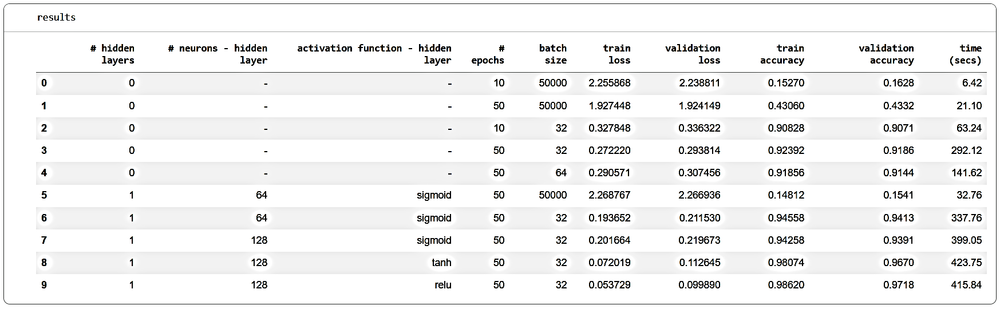 results
# hidden # neurons - hidden activation function - hidden # batch train validation train validation time
layers layer layer epochs size loss loss accuracy accuracy (secs)
0 0 - - 10 50000 2.255868 2.238811 0.15270 0.1628 6.42
1 0 - - 50 50000 1.927448 1.924149 0.43060 0.4332 21.10
2 0 - - 10 32 0.327848 0.336322 0.90828 0.9071 63.24
3 0 - - 50 32 0.272220 0.293814 0.92392 0.9186 292.12
4 0 - - 50 64 0.290571 0.307456 0.91856 0.9144 141.62
5 1 64 sigmoid 50 50000 2.268767 2.266936 0.14812 0.1541 32.76
6 1 64 sigmoid 50 32 0.193652 0.211530 0.94558 0.9413 337.76
7 1 128 sigmoid 50 32 0.201664 0.219673 0.94258 0.9391 399.05
8 1 128 tanh 50 32 0.072019 0.112645 0.98074 0.9670 423.75
9 1 128 relu 50 32 0.053729 0.099890 0.98620 0.9718 415.84